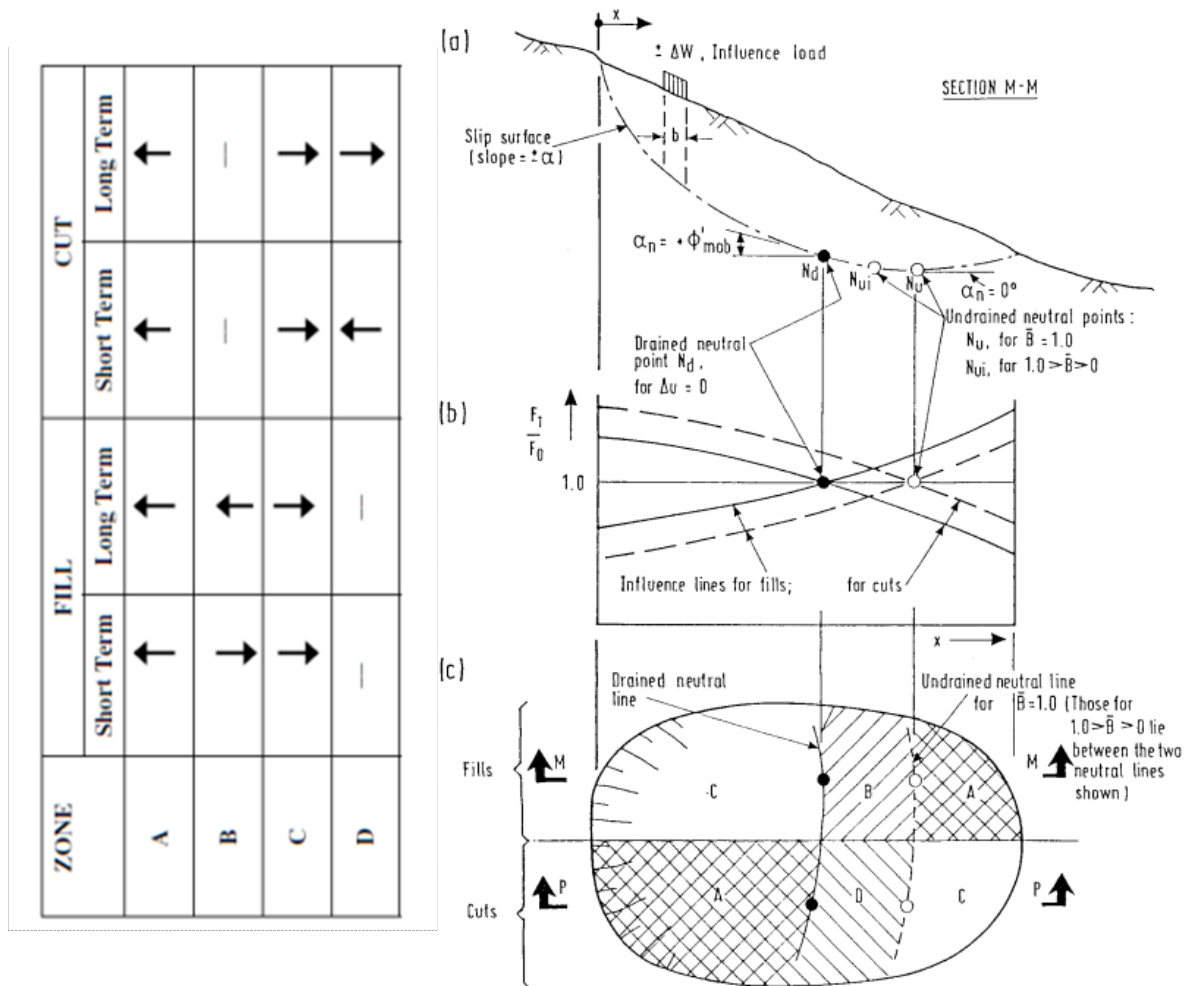 ZONE
FILL
CUT
Short Term
Long Term
Short Term
Long Term
A
B
C
D
(a)
x
± ΔW, Influence load
SECTION M-M
Slip surface
(slope = ± α)
b
αn = + Φ'mob
Nd
Nui
Nu
αn = 0°
Drained neutral
point Nd,
for Δu = 0
Undrained neutral points :
Nu, for B̄ = 1.0
Nui, for 1.0 > B̄ > 0
(b)
F1
F0
1.0
Influence lines for fills;
for cuts
x
(c)
Drained neutral
line
Undrained neutral line
for B̄ = 1.0 (Those for
1.0 > B̄ > 0 lie
between the two
neutral lines
shown)
Fills
M
M
C
B
A
Cuts
P
P
A
D
C